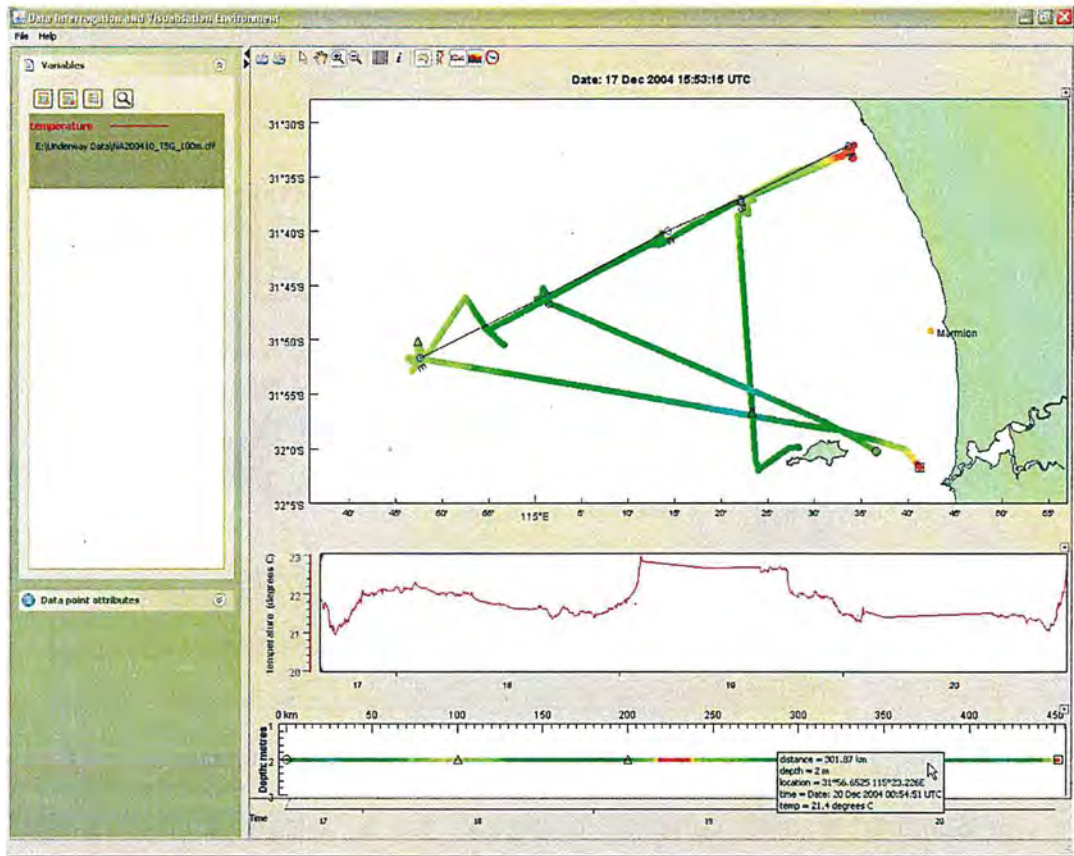 Data Interrogation and Visualisation Environment
File Help
Variables
temperature
E:\Underway Data\NA200410_TSG_100m.cff
Data point attributes
Date: 17 Dec 2004 15:53:15 UTC
31°30'S
31°35'S
31°40'S
31°45'S
31°50'S
31°55'S
32°0'S
32°5'S
Marmion
40' 45' 50' 55' 115°E 5' 10' 15' 20' 25' 30' 35' 40' 45' 50' 55'
temperature (degrees C)
23
22
21
20
17 18 19 20
0 km 50 100 150 200 250 300 350 400 450
Depth: metres
1
2
3
distance = 301.87 km
depth = 2 m
location = 31°56.652S 115°23.226E
time = Date: 20 Dec 2004 00:54:51 UTC
temp = 21.4 degrees C
Time
17 18 19 20